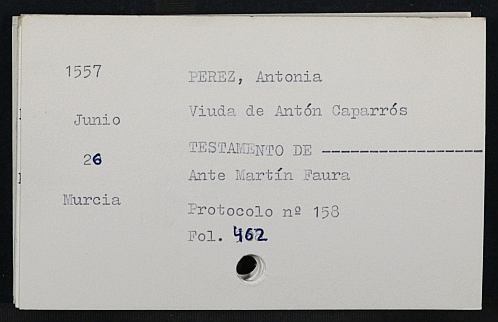 1557
PEREZ, Antonia
Junio
Viuda de Antón Caparrós
26
TESTAMENTO DE --------------------
Murcia
Ante Martín Faura
Protocolo nº 158
Fol. 462